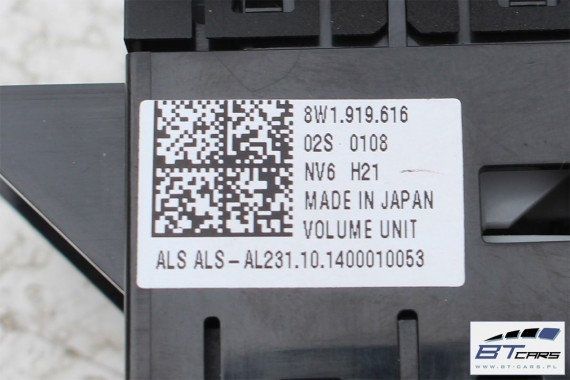 8W1.919.616
02S 0108
NV6 H21
MADE IN JAPAN
VOLUME UNIT
ALS ALS-AL231.10.1400010053
BTCARS
WWW.BT-CARS.PL